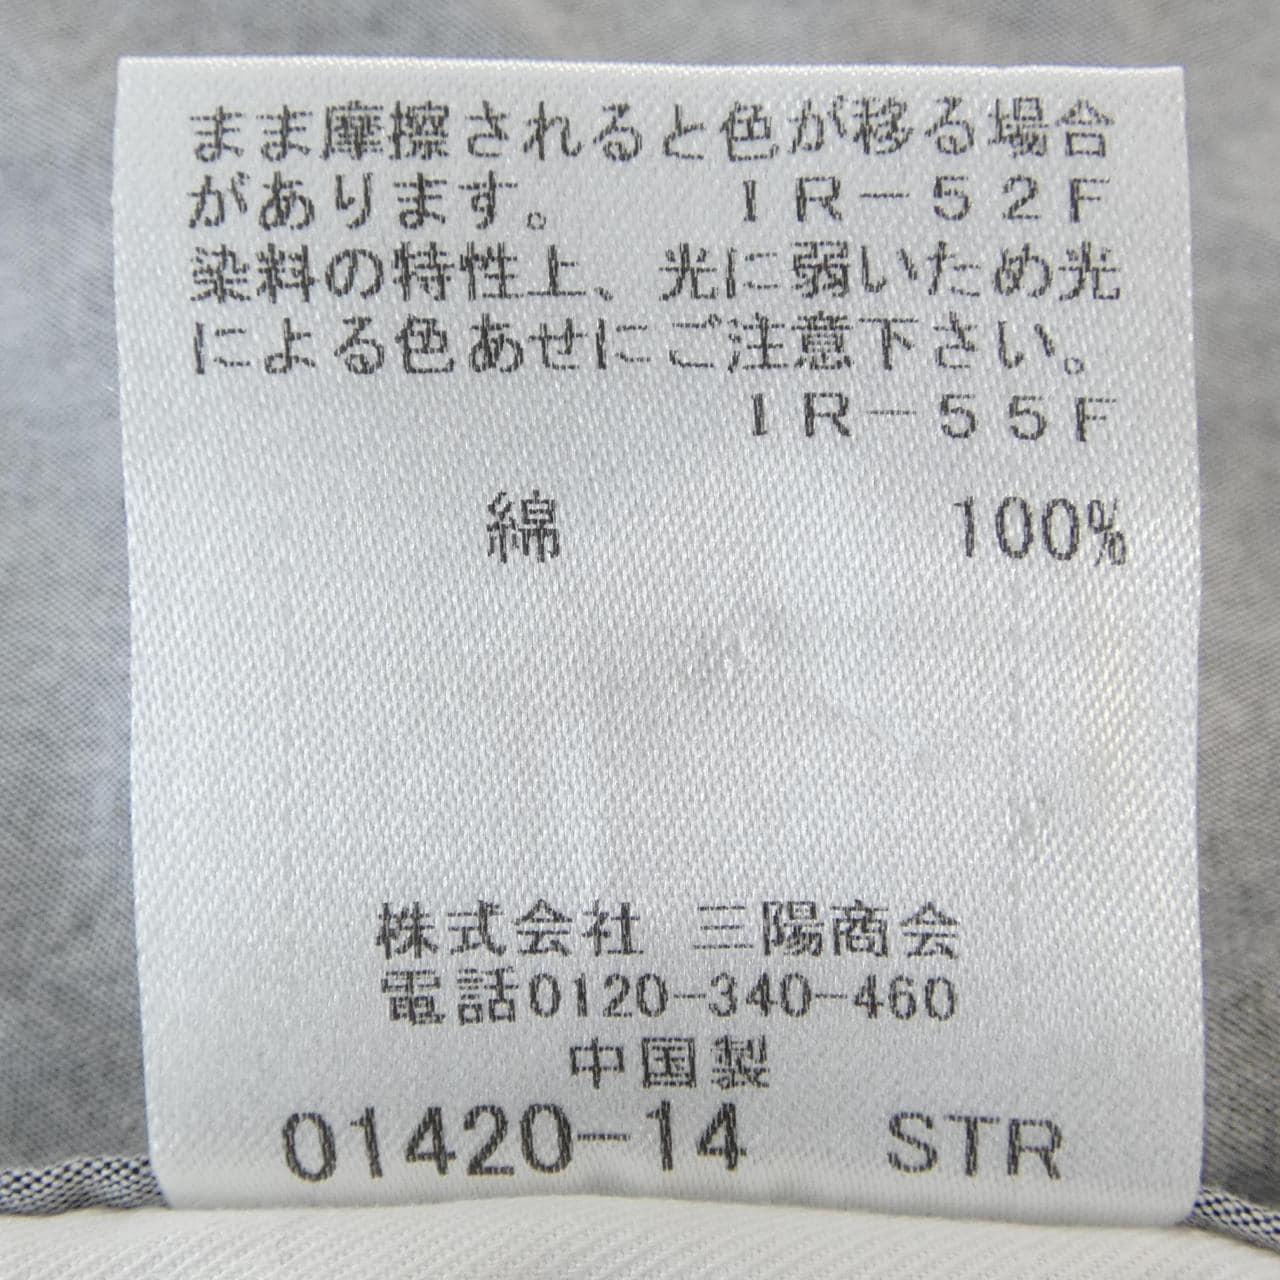 まま摩擦されると色が移る場合
があります。 IR-52F
染料の特性上、光に弱いため光
による色あせにご注意下さい。
IR-55F
綿 100%
株式会社 三陽商会
電話0120-340-460
中国製
01420-14 STR